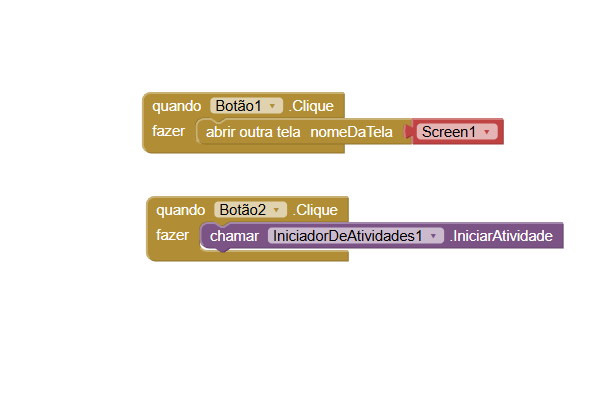 quando Botão1 .Clique
fazer abrir outra tela nomeDaTela Screen1
quando Botão2 .Clique
fazer chamar IniciadorDeAtividades1 .IniciarAtividade